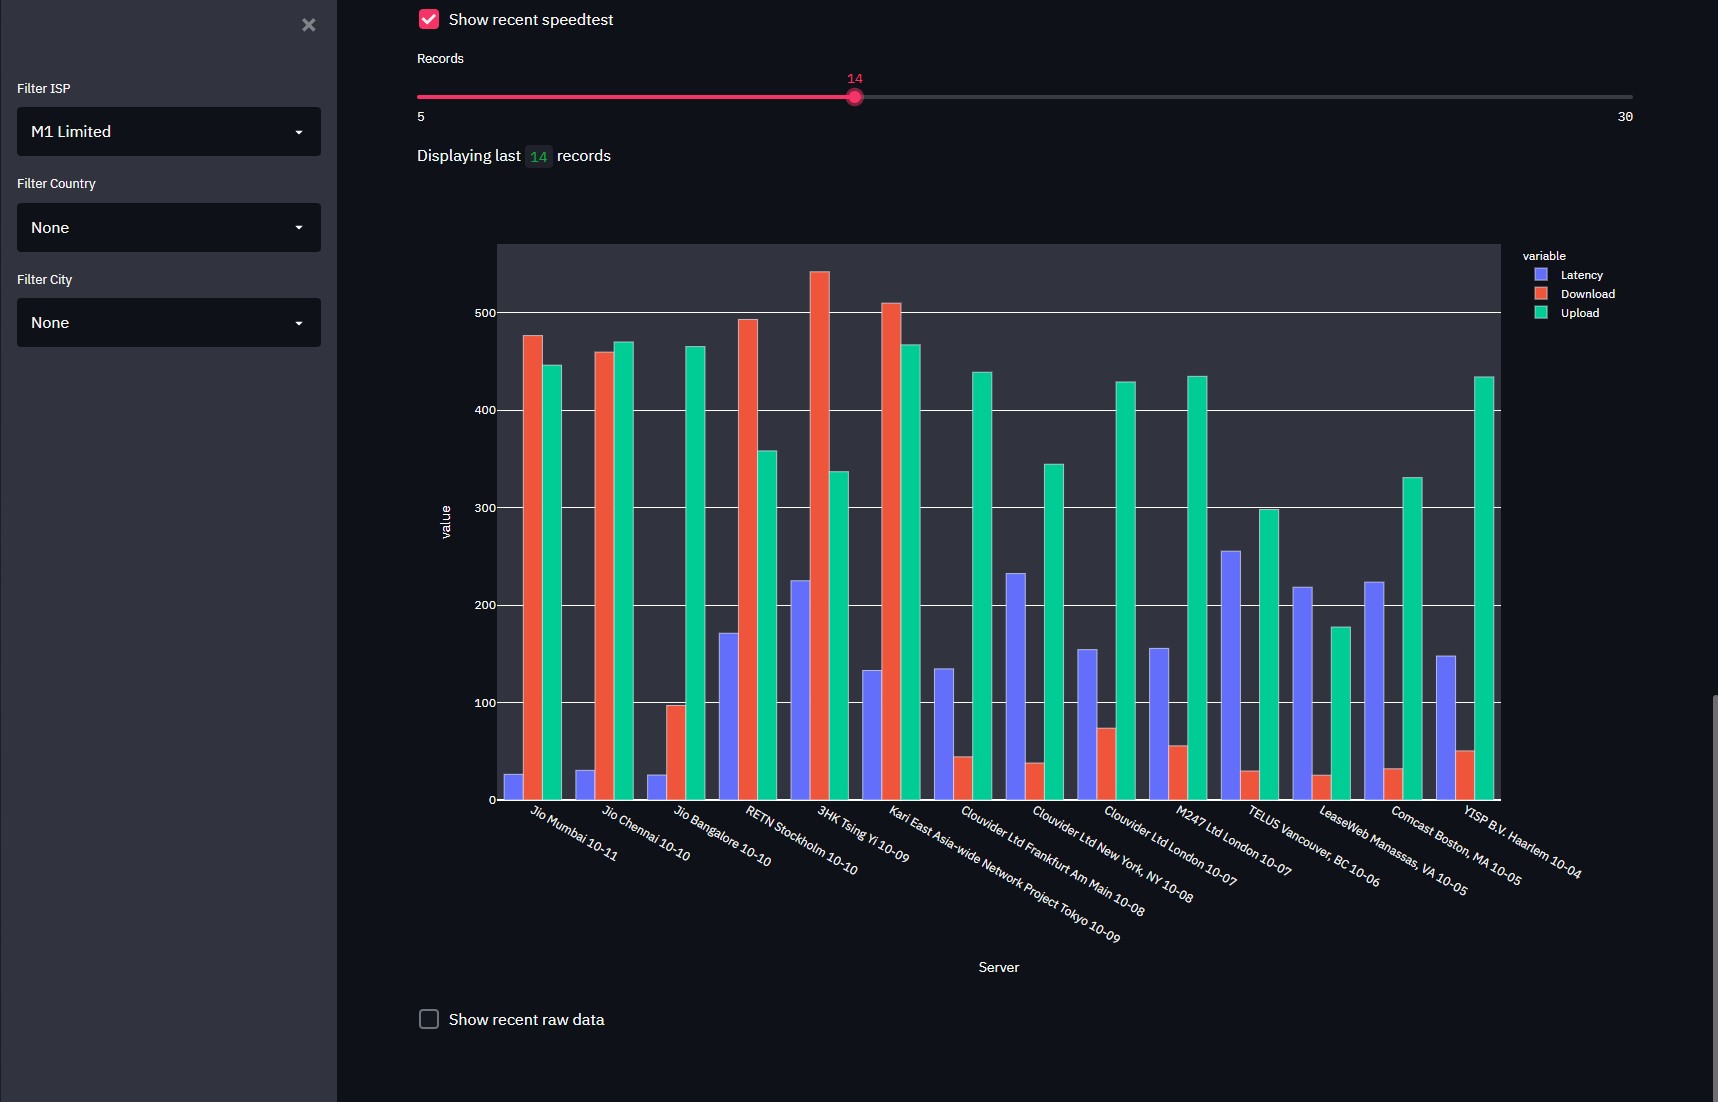 Show recent speedtest
Records
14
5
30
Displaying last 14 records
Filter ISP
M1 Limited
Filter Country
None
Filter City
None
variable
Latency
Download
Upload
value
500
400
300
200
100
0
Jio Mumbai 10-11
Jio Chennai 10-10
Jio Bangalore 10-10
RETN Stockholm 10-10
3HK Tsing Yi 10-09
Kari East Asia-wide Network Project Tokyo 10-09
Clouvider Ltd Frankfurt Am Main 10-08
Clouvider Ltd New York, NY 10-08
Clouvider Ltd London 10-07
M247 Ltd London 10-07
TELUS Vancouver, BC 10-06
LeaseWeb Manassas, VA 10-05
Comcast Boston, MA 10-05
YISP B.V. Haarlem 10-04
Server
Show recent raw data